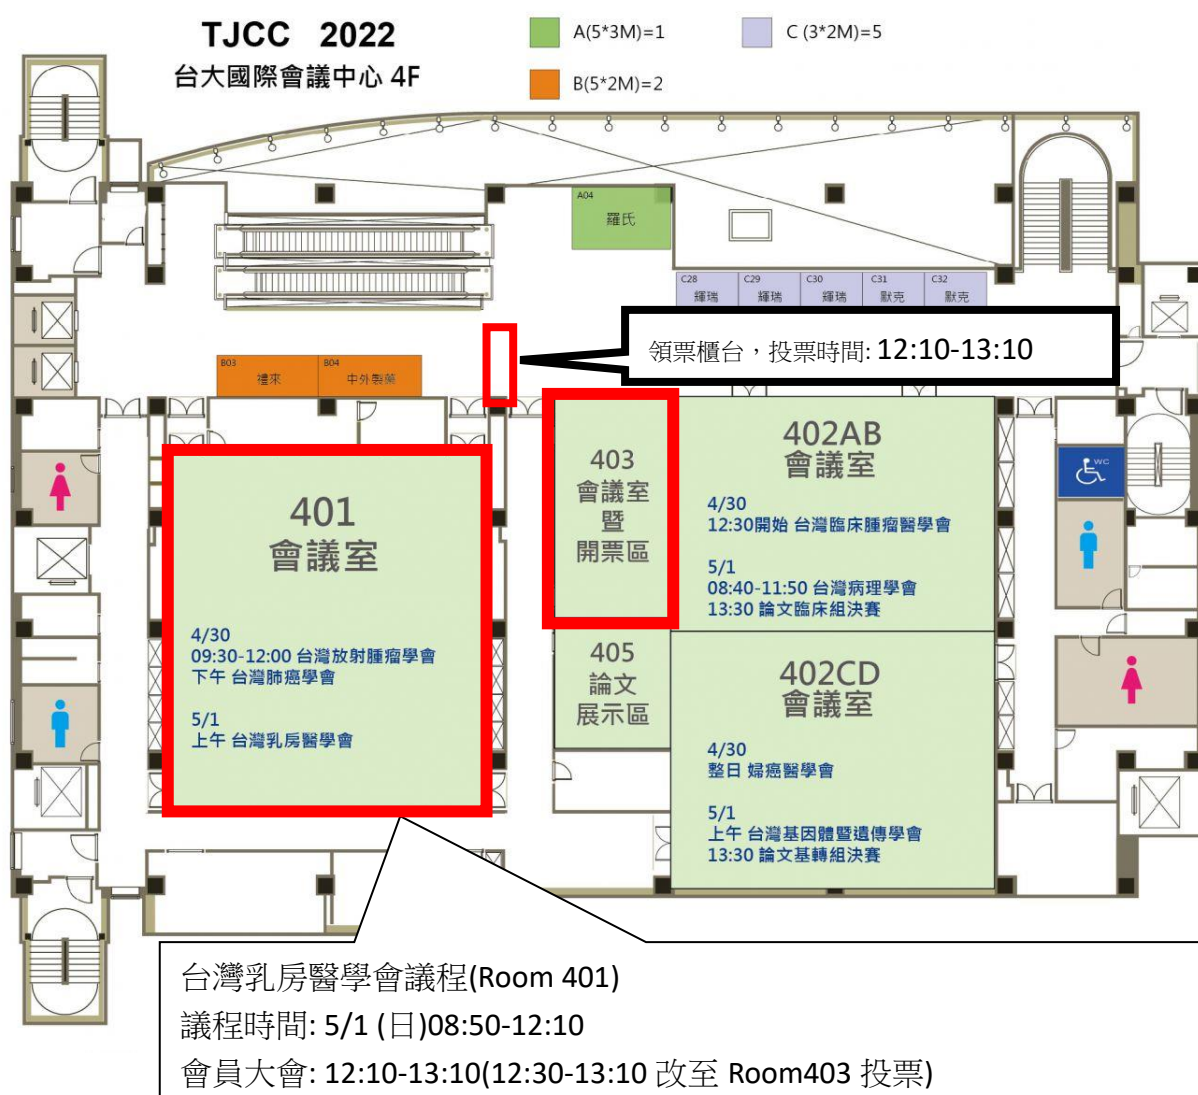 TJCC 2022
台大國際會議中心 4F
A(5*3M)=1
C (3*2M)=5
B(5*2M)=2
A04
羅氏
C28
輝瑞
C29
輝瑞
C30
輝瑞
C31
默克
C32
默克
領票櫃台，投票時間: 12:10-13:10
B03
禮來
B04
中外製藥
401
會議室
4/30
09:30-12:00 台灣放射腫瘤學會
下午 台灣肺癌學會
5/1
上午 台灣乳房醫學會
403
會議室
暨
開票區
402AB
會議室
4/30
12:30開始 台灣臨床腫瘤醫學會
5/1
08:40-11:50 台灣病理學會
13:30 論文臨床組決賽
WC
405
論文
展示區
402CD
會議室
4/30
整日 婦癌醫學會
5/1
上午 台灣基因體暨遺傳學會
13:30 論文基轉組決賽
台灣乳房醫學會議程(Room 401)
議程時間: 5/1 (日)08:50-12:10
會員大會: 12:10-13:10(12:30-13:10 改至 Room403 投票)